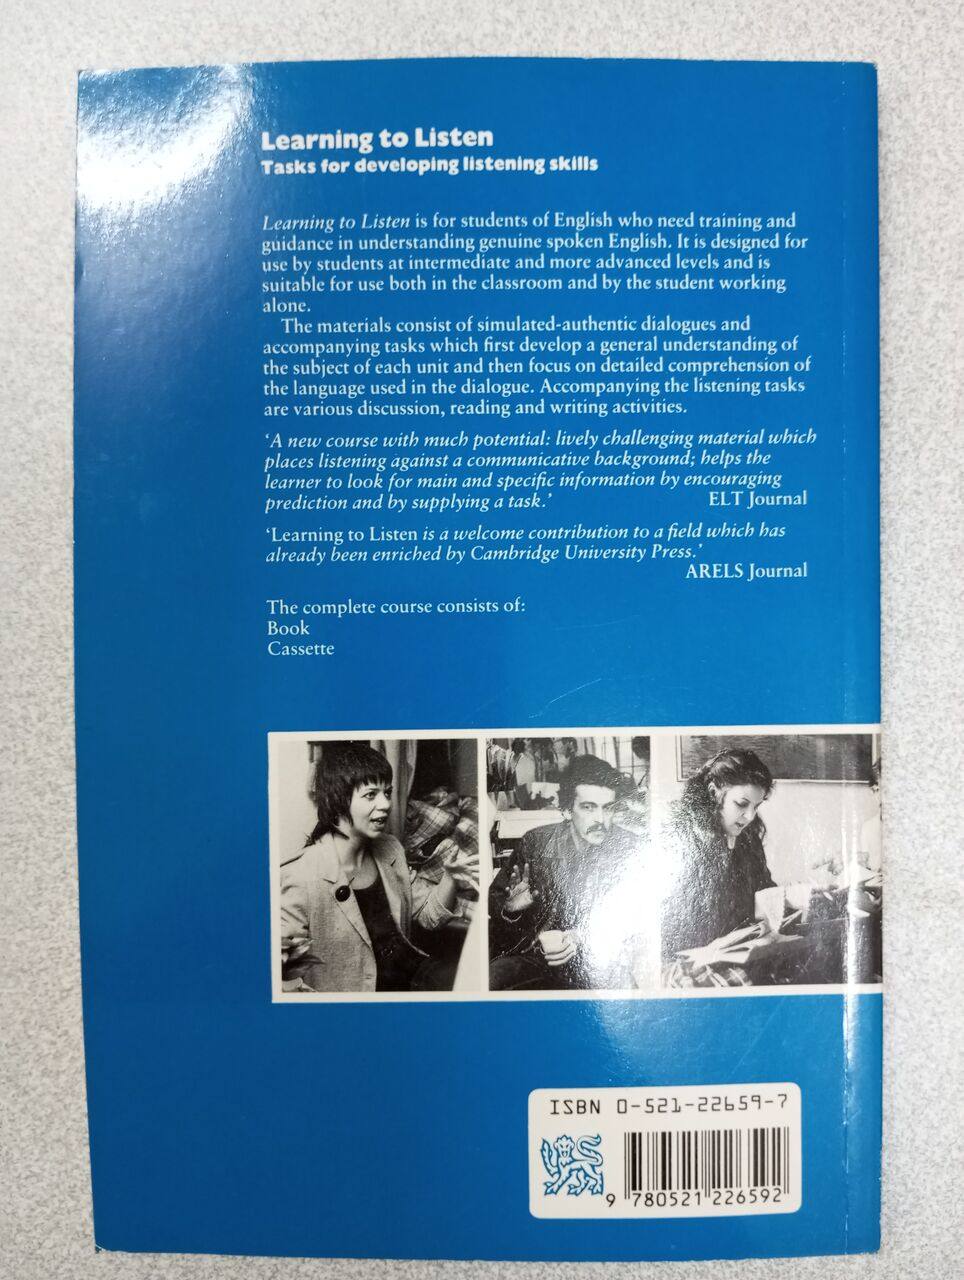 Learning to Listen
Tasks for developing listening skills
Learning to Listen is for students of English who need training and
guidance in understanding genuine spoken English. It is designed for
use by students at intermediate and more advanced levels and is
suitable for use both in the classroom and by the student working
alone.
The materials consist of simulated-authentic dialogues and
accompanying tasks which first develop a general understanding of
the subject of each unit and then focus on detailed comprehension of
the language used in the dialogue. Accompanying the listening tasks
are various discussion, reading and writing activities.
‘A new course with much potential: lively challenging material which
places listening against a communicative background; helps the
learner to look for main and specific information by encouraging
prediction and by supplying a task.’ ELT Journal
‘Learning to Listen is a welcome contribution to a field which has
already been enriched by Cambridge University Press.’
ARELS Journal
The complete course consists of:
Book
Cassette
ISBN 0-521-22659-7
9 780521 226592